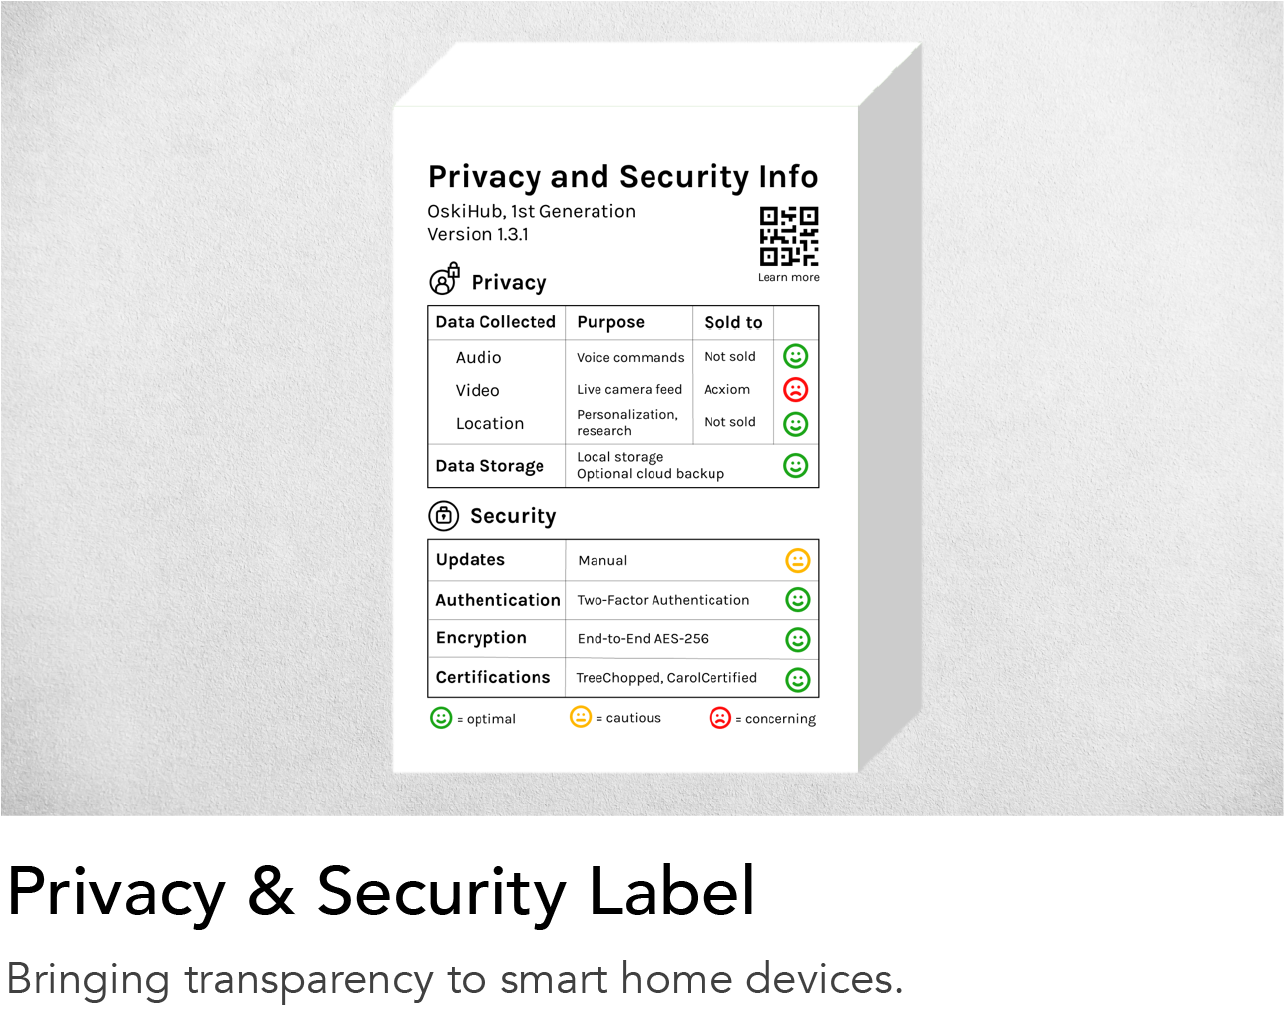 Privacy and Security Info
OskiHub, 1st Generation
Version 1.3.1
Learn more
Privacy
Data Collected Purpose Sold to
Audio Voice commands Not sold
Video Live camera feed Acxiom
Location Personalization, research Not sold
Data Storage Local storage
Optional cloud backup
Security
Updates Manual
Authentication Two-Factor Authentication
Encryption End-to-End AES-256
Certifications TreeChopped, CarolCertified
= optimal = cautious = concerning
Privacy & Security Label
Bringing transparency to smart home devices.